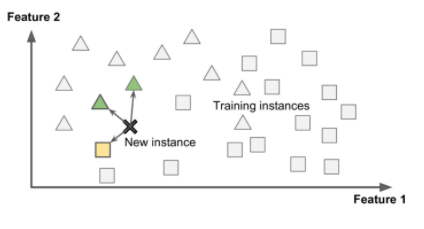 Feature 2
Training instances
New instance
Feature 1